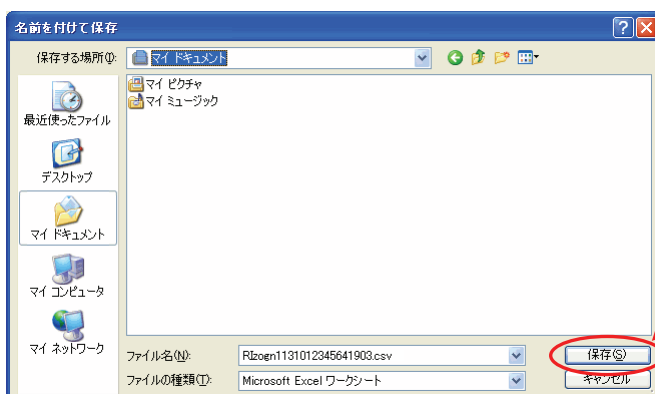 名前を付けて保存
保存する場所(I):
マイ ドキュメント
マイ ピクチャ
マイ ミュージック
最近使ったファイル
デスクトップ
マイ ドキュメント
マイ コンピュータ
マイ ネットワーク
ファイル名(N): RIzogn1131012345641903.csv 保存(S)
ファイルの種類(T): Microsoft Excel ワークシート キャンセル